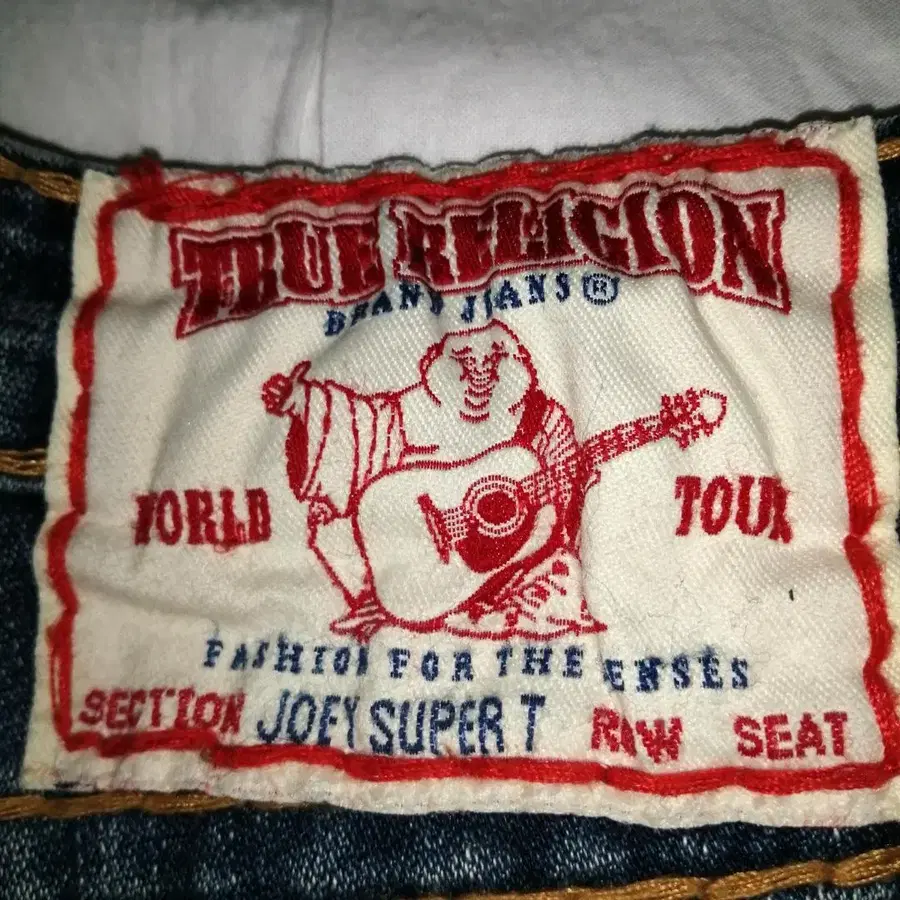 TRUE RELIGION
BRAND JEANS®
WORLD TOUR
FASHION FOR THE SENSES
SECTION JOEY SUPER T ROW SEAT